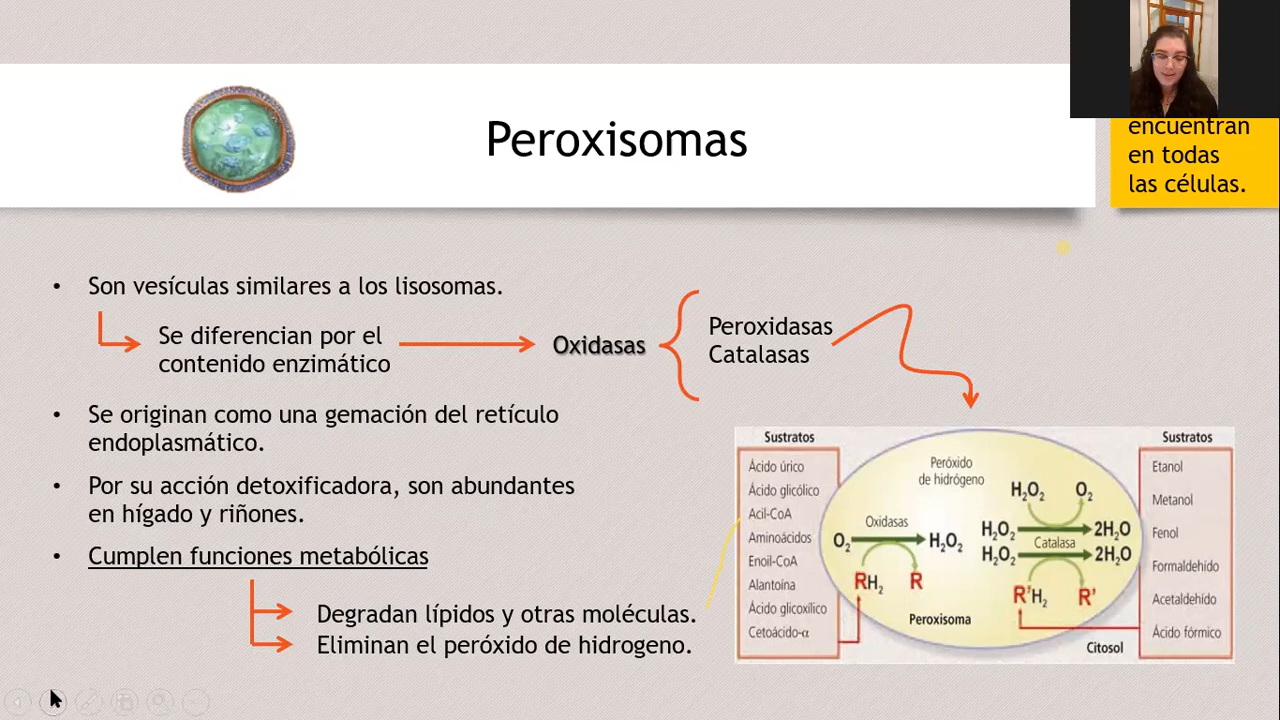 Peroxisomas
encuentran
en todas
las células.
• Son vesículas similares a los lisosomas.
Se diferencian por el
contenido enzimático
Oxidasas
Peroxidasas
Catalasas
• Se originan como una gemación del retículo
endoplasmático.
• Por su acción detoxificadora, son abundantes
en hígado y riñones.
• Cumplen funciones metabólicas
Degradan lípidos y otras moléculas.
Eliminan el peróxido de hidrogeno.
Sustratos
Ácido úrico
Ácido glicólico
Acil-CoA
Aminoácidos
Enoil-CoA
Alantoína
Ácido glicoxílico
Cetoácido-α
Peróxido
de hidrógeno
Oxidasas
O₂
H₂O₂
RH₂
R
H₂O₂
O₂
H₂O₂
2H₂O
Catalasa
H₂O₂
2H₂O
R'H₂
R'
Peroxisoma
Citosol
Sustratos
Etanol
Metanol
Fenol
Formaldehido
Acetaldehido
Ácido fórmico